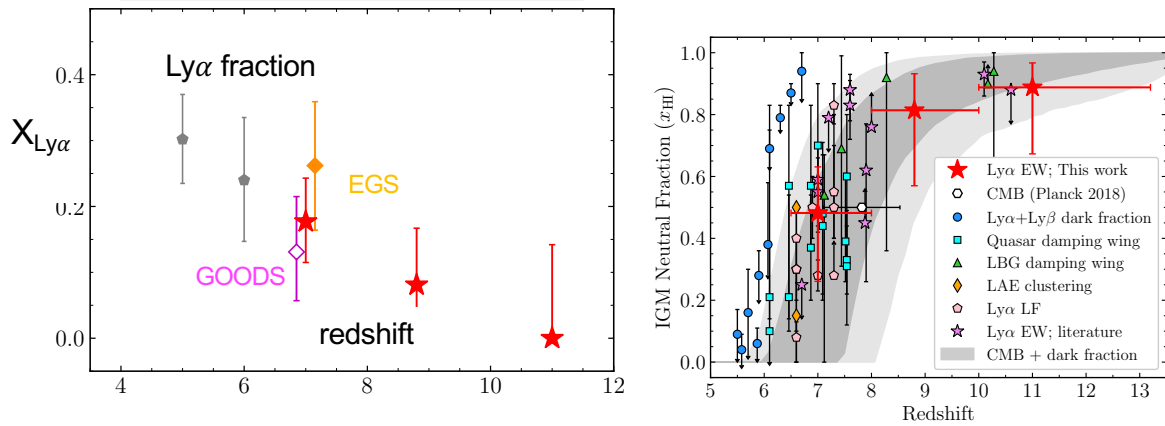 Lyα fraction
X_Lyα
EGS
GOODS
redshift
0.4
0.2
0.0
4
6
8
10
12
IGM Neutral Fraction (x_HI)
1.0
0.8
0.6
0.4
0.2
0.0
Lyα EW; This work
CMB (Planck 2018)
Lyα+Lyβ dark fraction
Quasar damping wing
LBG damping wing
LAE clustering
Lyα LF
Lyα EW; literature
CMB + dark fraction
5
6
7
8
9
10
11
12
13
Redshift